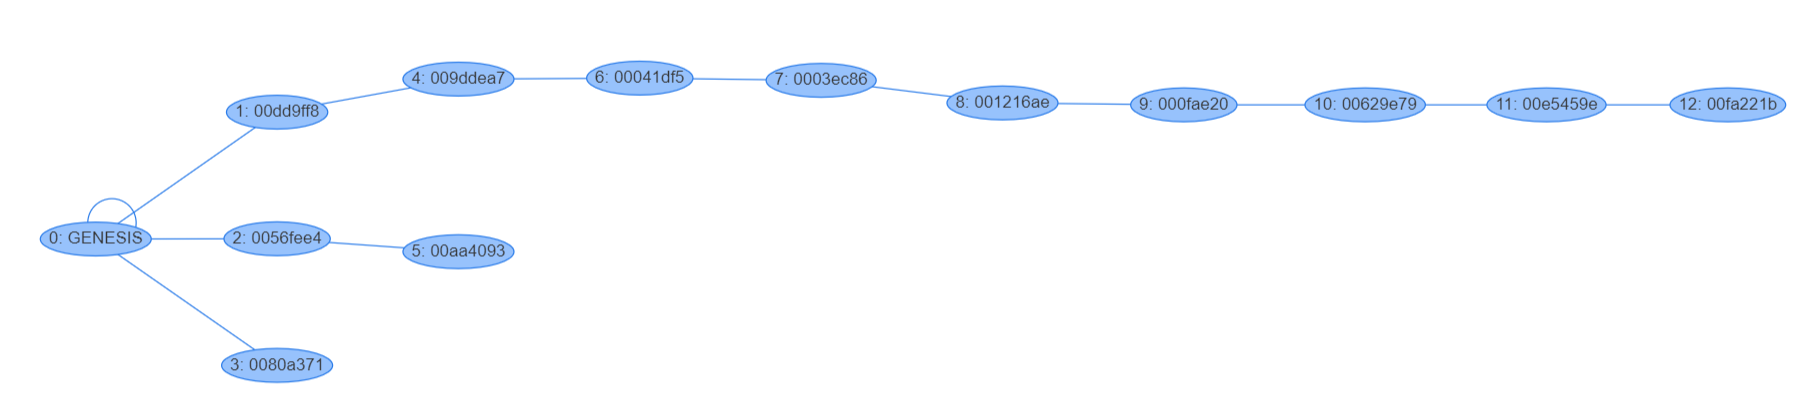 0: GENESIS
1: 00dd9ff8
2: 0056fee4
3: 0080a371
4: 009ddea7
5: 00aa4093
6: 00041df5
7: 0003ec86
8: 001216ae
9: 000fae20
10: 00629e79
11: 00e5459e
12: 00fa221b